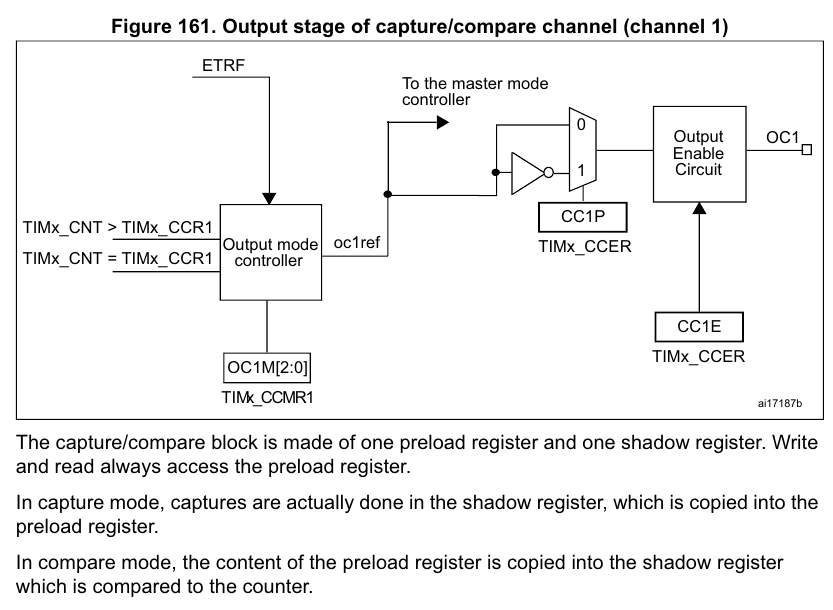 Figure 161. Output stage of capture/compare channel (channel 1)
ETRF
To the master mode
controller
0
1
Output
Enable
Circuit
OC1
CC1P
TIMx_CCER
TIMx_CNT > TIMx_CCR1
TIMx_CNT = TIMx_CCR1
Output mode
controller
oc1ref
CC1E
TIMx_CCER
OC1M[2:0]
TIMx_CCMR1
ai17187b
The capture/compare block is made of one preload register and one shadow register. Write
and read always access the preload register.
In capture mode, captures are actually done in the shadow register, which is copied into the
preload register.
In compare mode, the content of the preload register is copied into the shadow register
which is compared to the counter.